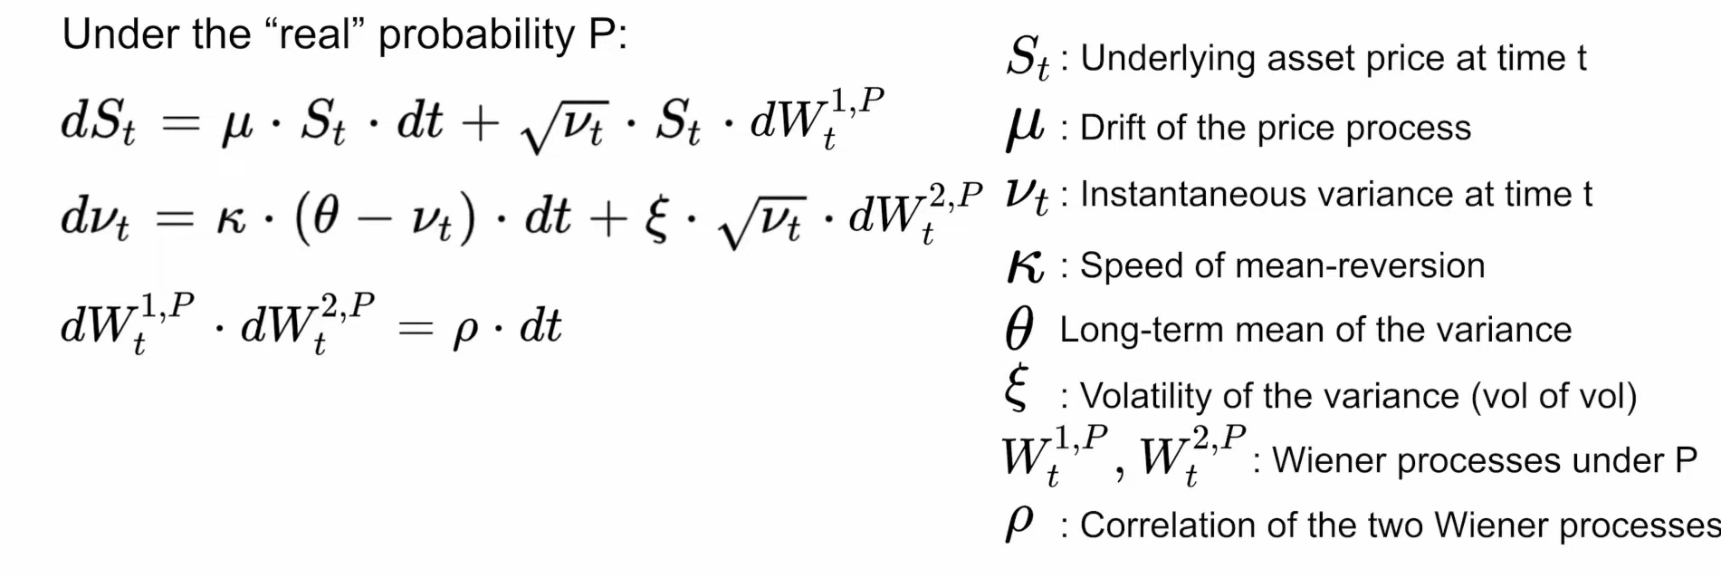 Under the “real” probability P:
dS_t = μ · S_t · dt + √ν_t · S_t · dW_t^{1,P}
dν_t = κ · (θ − ν_t) · dt + ξ · √ν_t · dW_t^{2,P}
dW_t^{1,P} · dW_t^{2,P} = ρ · dt
S_t : Underlying asset price at time t
μ : Drift of the price process
ν_t : Instantaneous variance at time t
κ : Speed of mean-reversion
θ Long-term mean of the variance
ξ : Volatility of the variance (vol of vol)
W_t^{1,P}, W_t^{2,P} : Wiener processes under P
ρ : Correlation of the two Wiener processes